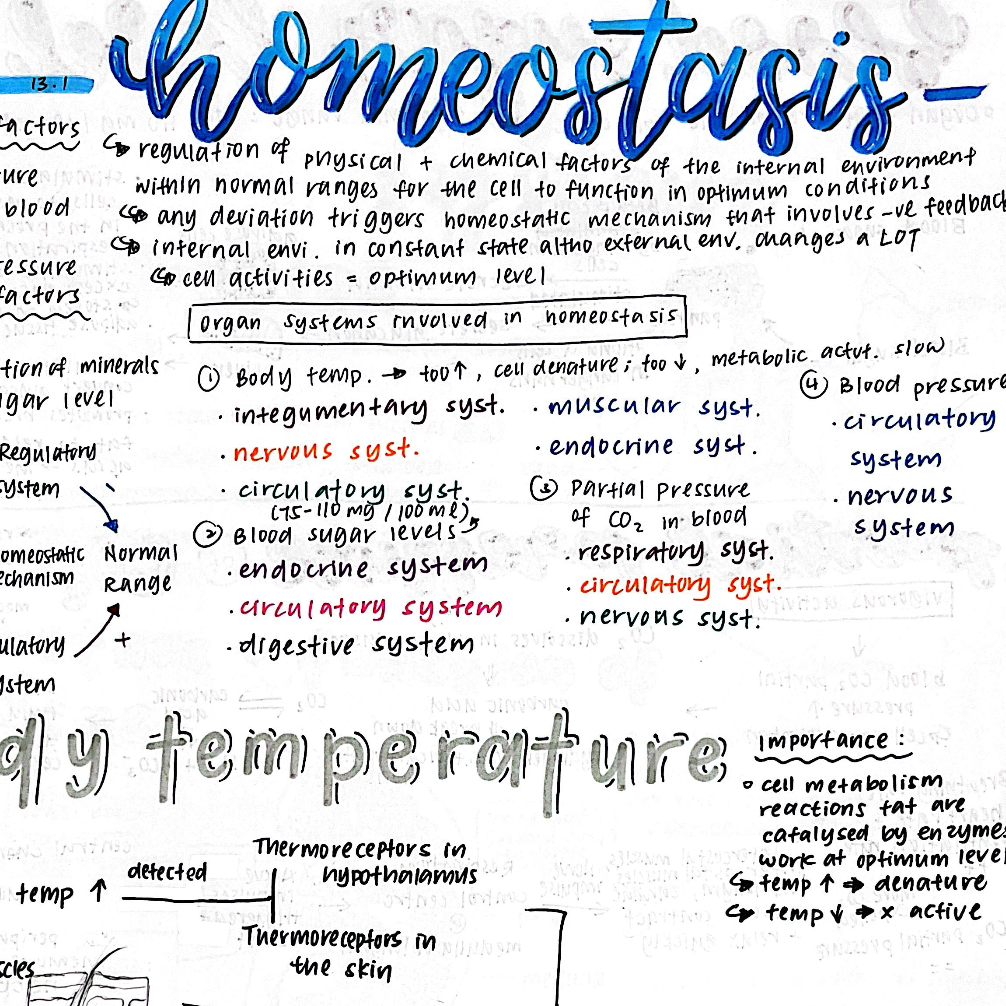 homeostasis
13.1
factors
ure
blood
essure
factors
tion of minerals
gar level
Regulatory
system
omeostatic
echanism
Normal
Range
ulatory
+
ystem
↳ regulation of physical + chemical factors of the internal environment
within normal ranges for the cell to function in optimum conditions
↳ any deviation triggers homeostatic mechanism that involves -ve feedback
↳ internal envi. in constant state altho external env. changes a LOT
↳ cell activities = optimum level
organ systems involved in homeostasis
① Body temp. → too↑, cell denature; too ↓, metabolic actvt. slow
· integumentary syst.
· nervous syst.
· circulatory syst.
· muscular syst.
· endocrine syst.
(75-110 mg / 100 ml)
② Blood sugar levels
· endocrine system
· circulatory system
· digestive system
③ Partial pressure
of CO₂ in blood
· respiratory syst.
· circulatory syst.
· nervous syst.
④ Blood pressure
· circulatory
system
· nervous
system
dy temperature
Importance :
○ cell metabolism
reactions tat are
catalysed by enzymes
work at optimum level
↳ temp ↑ → denature
↳ temp ↓ → x active
temp ↑
detected
Thermoreceptors in
hypothalamus
Thermoreceptors in
the skin
scles